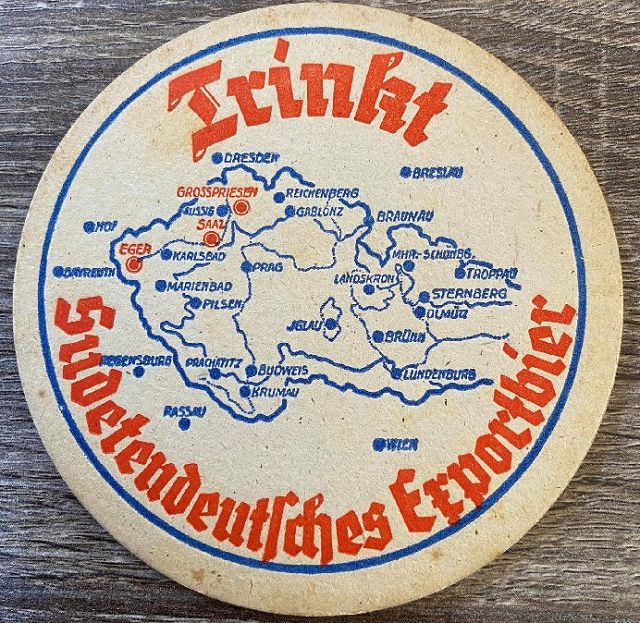 Trinkt
DRESDEN
BRESLAU
GROSSPRIESEN
REICHENBERG
AUSSIG
GABLONZ
BRAUNAU
HOF
SAAZ
EGER
KARLSBAD
PRAG
MHR.-SCHÖNBG.
TROPPAU
BAYREUTH
MARIENBAD
LANDSKRON
STERNBERG
PILSEN
OLMÜTZ
JGLAU
BRÜNN
REGENSBURG
PRACHATITZ
BUDWEIS
LUNDENBURG
KRUMAU
PASSAU
WIEN
Sudetendeutsches Exportbier